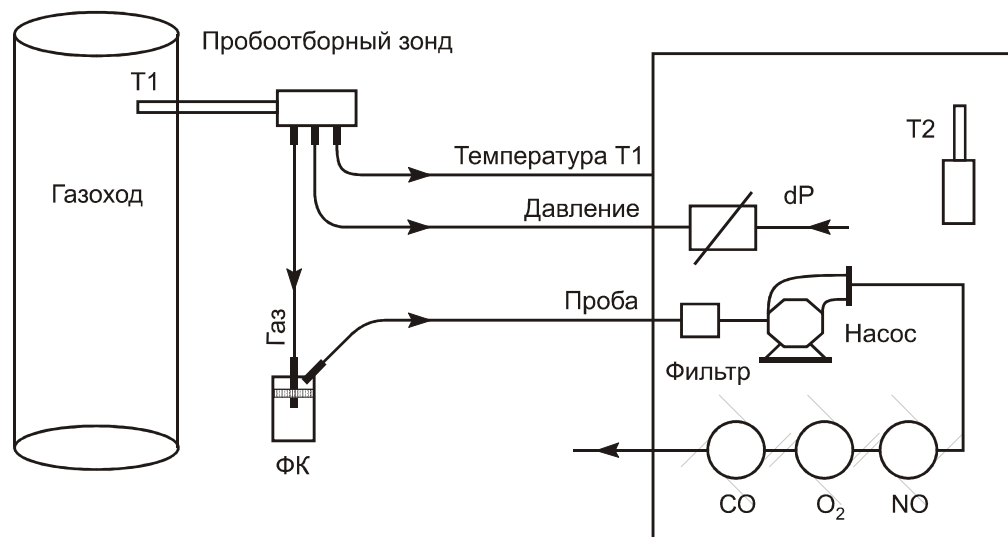 Пробоотборный зонд
T1
T2
Температура T1
Газоход
Давление
dP
Проба
Газ
Насос
Фильтр
ФК
CO
O₂
NO